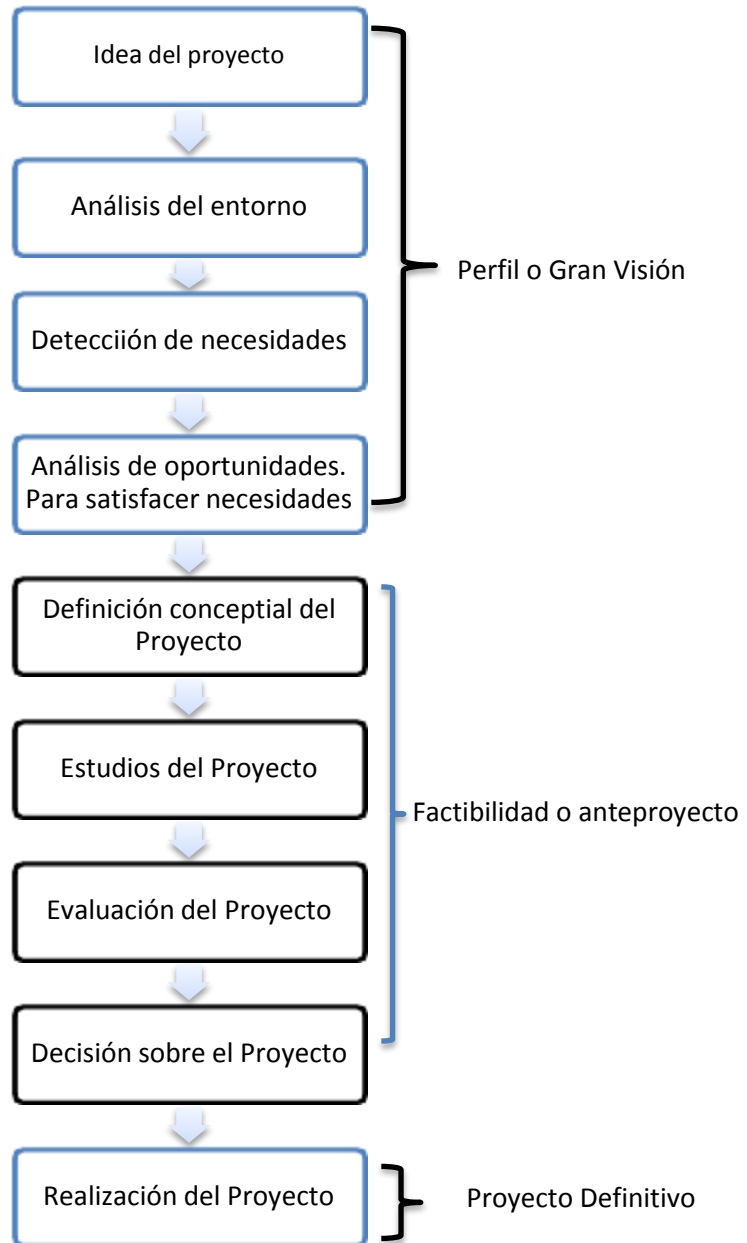 Idea del proyecto
Análisis del entorno
Perfil o Gran Visión
Detecciión de necesidades
Análisis de oportunidades.
Para satisfacer necesidades
Definición conceptial del
Proyecto
Estudios del Proyecto
Factibilidad o anteproyecto
Evaluación del Proyecto
Decisión sobre el Proyecto
Realización del Proyecto
Proyecto Definitivo